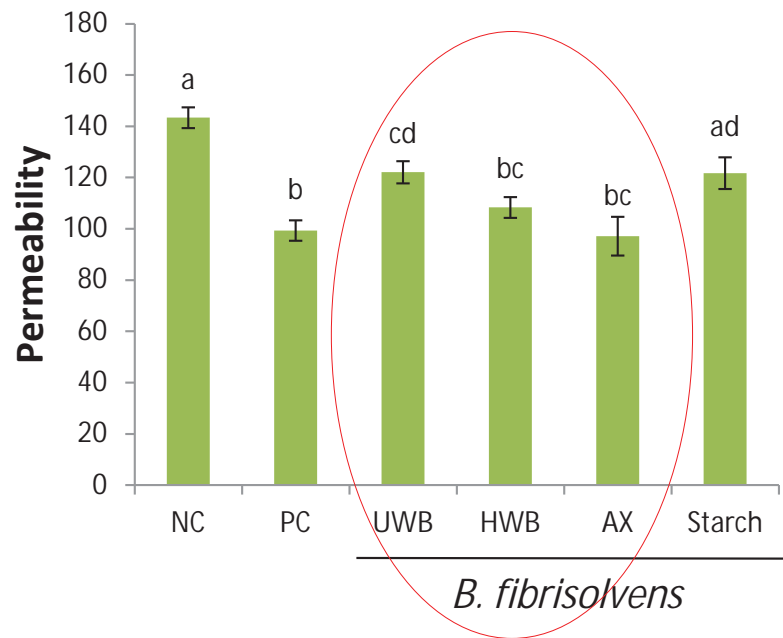 Permeability
180
160
140
120
100
80
60
40
20
0
a
b
cd
bc
bc
ad
NC PC UWB HWB AX Starch
B. fibrisolvens